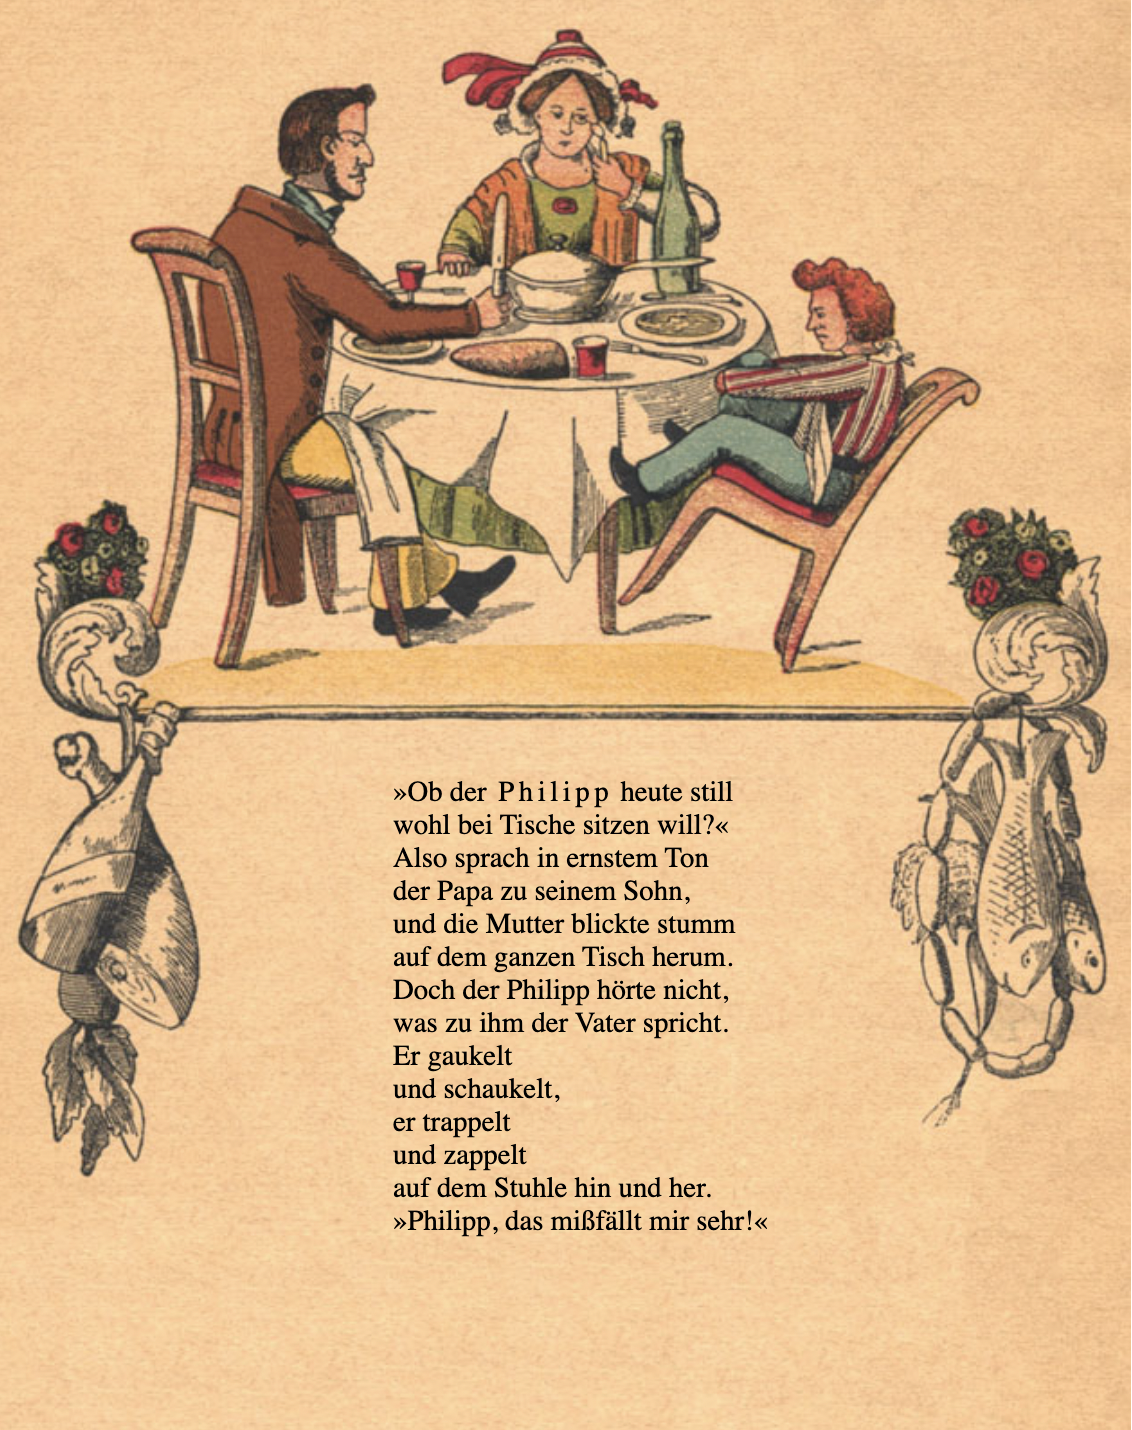 »Ob der Philipp heute still
wohl bei Tische sitzen will?«
Also sprach in ernstem Ton
der Papa zu seinem Sohn,
und die Mutter blickte stumm
auf dem ganzen Tisch herum.
Doch der Philipp hörte nicht,
was zu ihm der Vater spricht.
Er gaukelt
und schaukelt,
er trappelt
und zappelt
auf dem Stuhle hin und her.
»Philipp, das mißfällt mir sehr!«